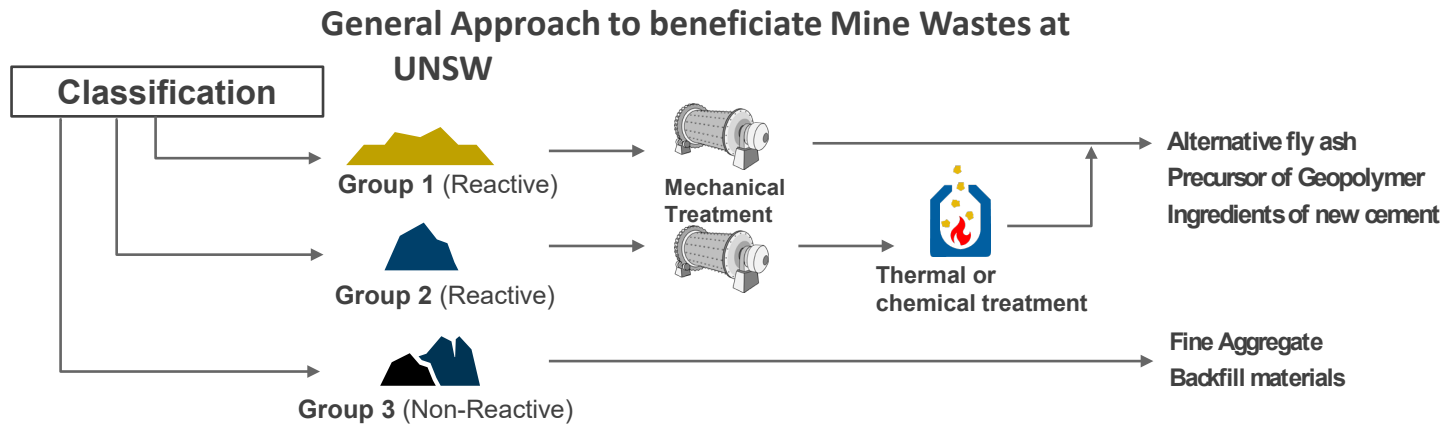 General Approach to beneficiate Mine Wastes at
UNSW
Classification
Group 1 (Reactive)
Mechanical
Treatment
Alternative fly ash
Precursor of Geopolymer
Ingredients of new cement
Group 2 (Reactive)
Thermal or
chemical treatment
Group 3 (Non-Reactive)
Fine Aggregate
Backfill materials